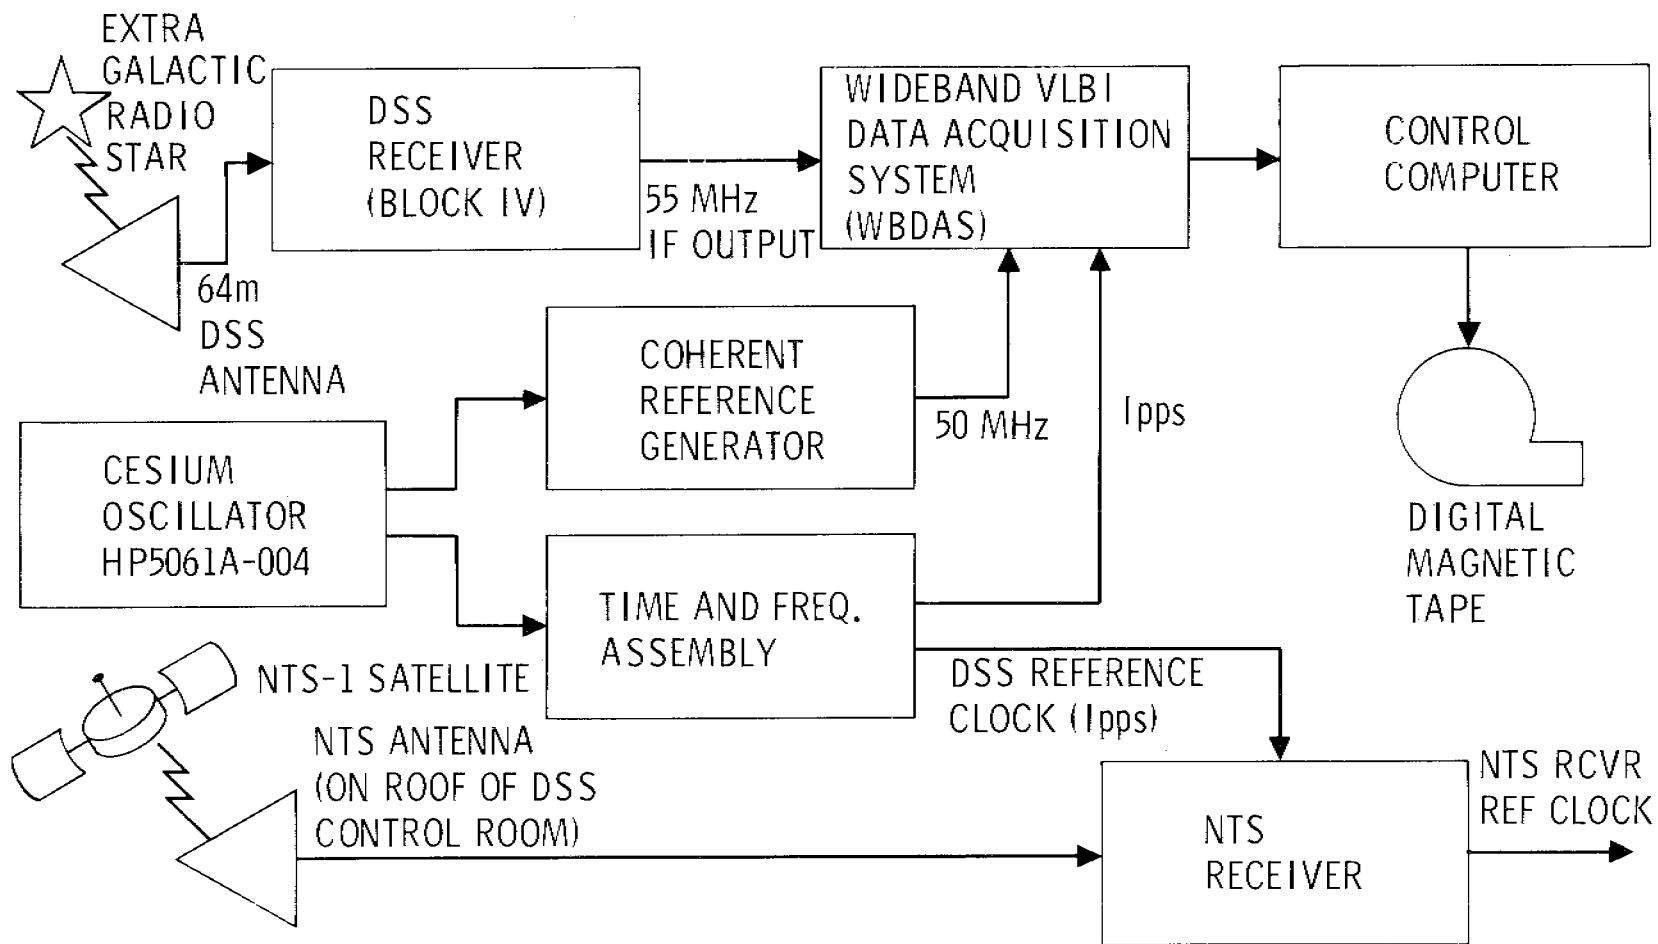 EXTRA
GALACTIC
RADIO
STAR
64m
DSS
ANTENNA
DSS
RECEIVER
(BLOCK IV)
55 MHz
IF OUTPUT
WIDEBAND VLBI
DATA ACQUISITION
SYSTEM
(WBDAS)
CONTROL
COMPUTER
COHERENT
REFERENCE
GENERATOR
50 MHz
1pps
CESIUM
OSCILLATOR
HP5061A-004
DIGITAL
MAGNETIC
TAPE
TIME AND FREQ.
ASSEMBLY
DSS REFERENCE
CLOCK (1pps)
NTS-1 SATELLITE
NTS ANTENNA
(ON ROOF OF DSS
CONTROL ROOM)
NTS
RECEIVER
NTS RCVR
REF CLOCK